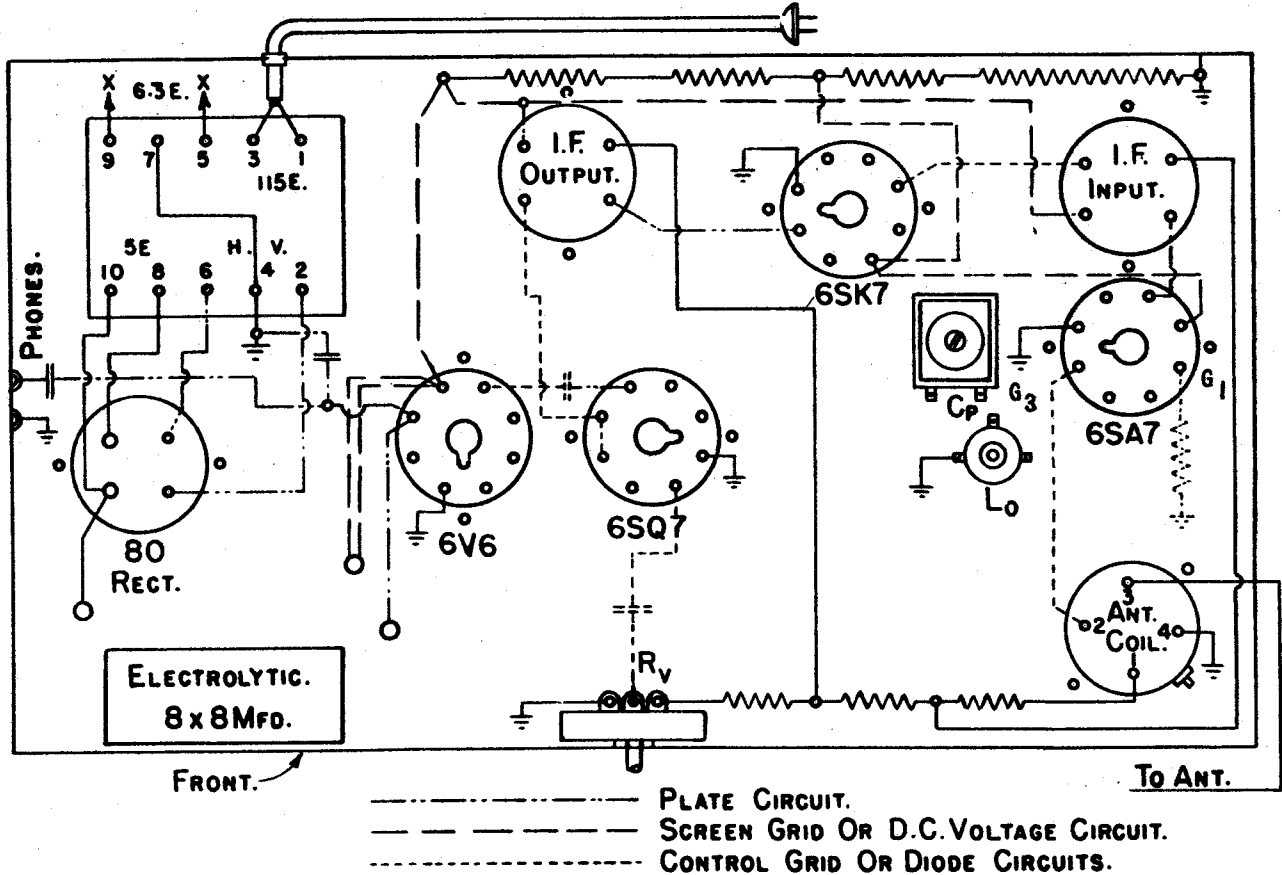 X 6.3E. X
9 7 5 3 1
115E.
5E H. V.
10 8 6 4 2
PHONES.
I.F.
OUTPUT.
I.F.
INPUT.
6SK7
G3
CP
G1
6SA7
O
80
RECT.
6V6
6SQ7
3
2 ANT. 4
COIL.
1
ELECTROLYTIC.
8 X 8 MFD.
RV
FRONT.
TO ANT.
PLATE CIRCUIT.
SCREEN GRID OR D.C. VOLTAGE CIRCUIT.
CONTROL GRID OR DIODE CIRCUITS.